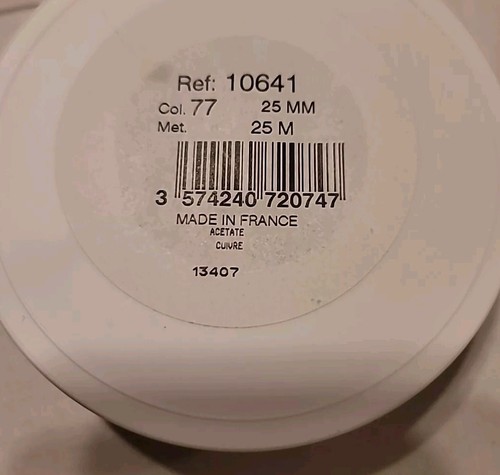 Ref: 10641
Col. 77 25 MM
Met. 25 M
3 574240 720747
MADE IN FRANCE
ACETATE
CUIVRE
13407